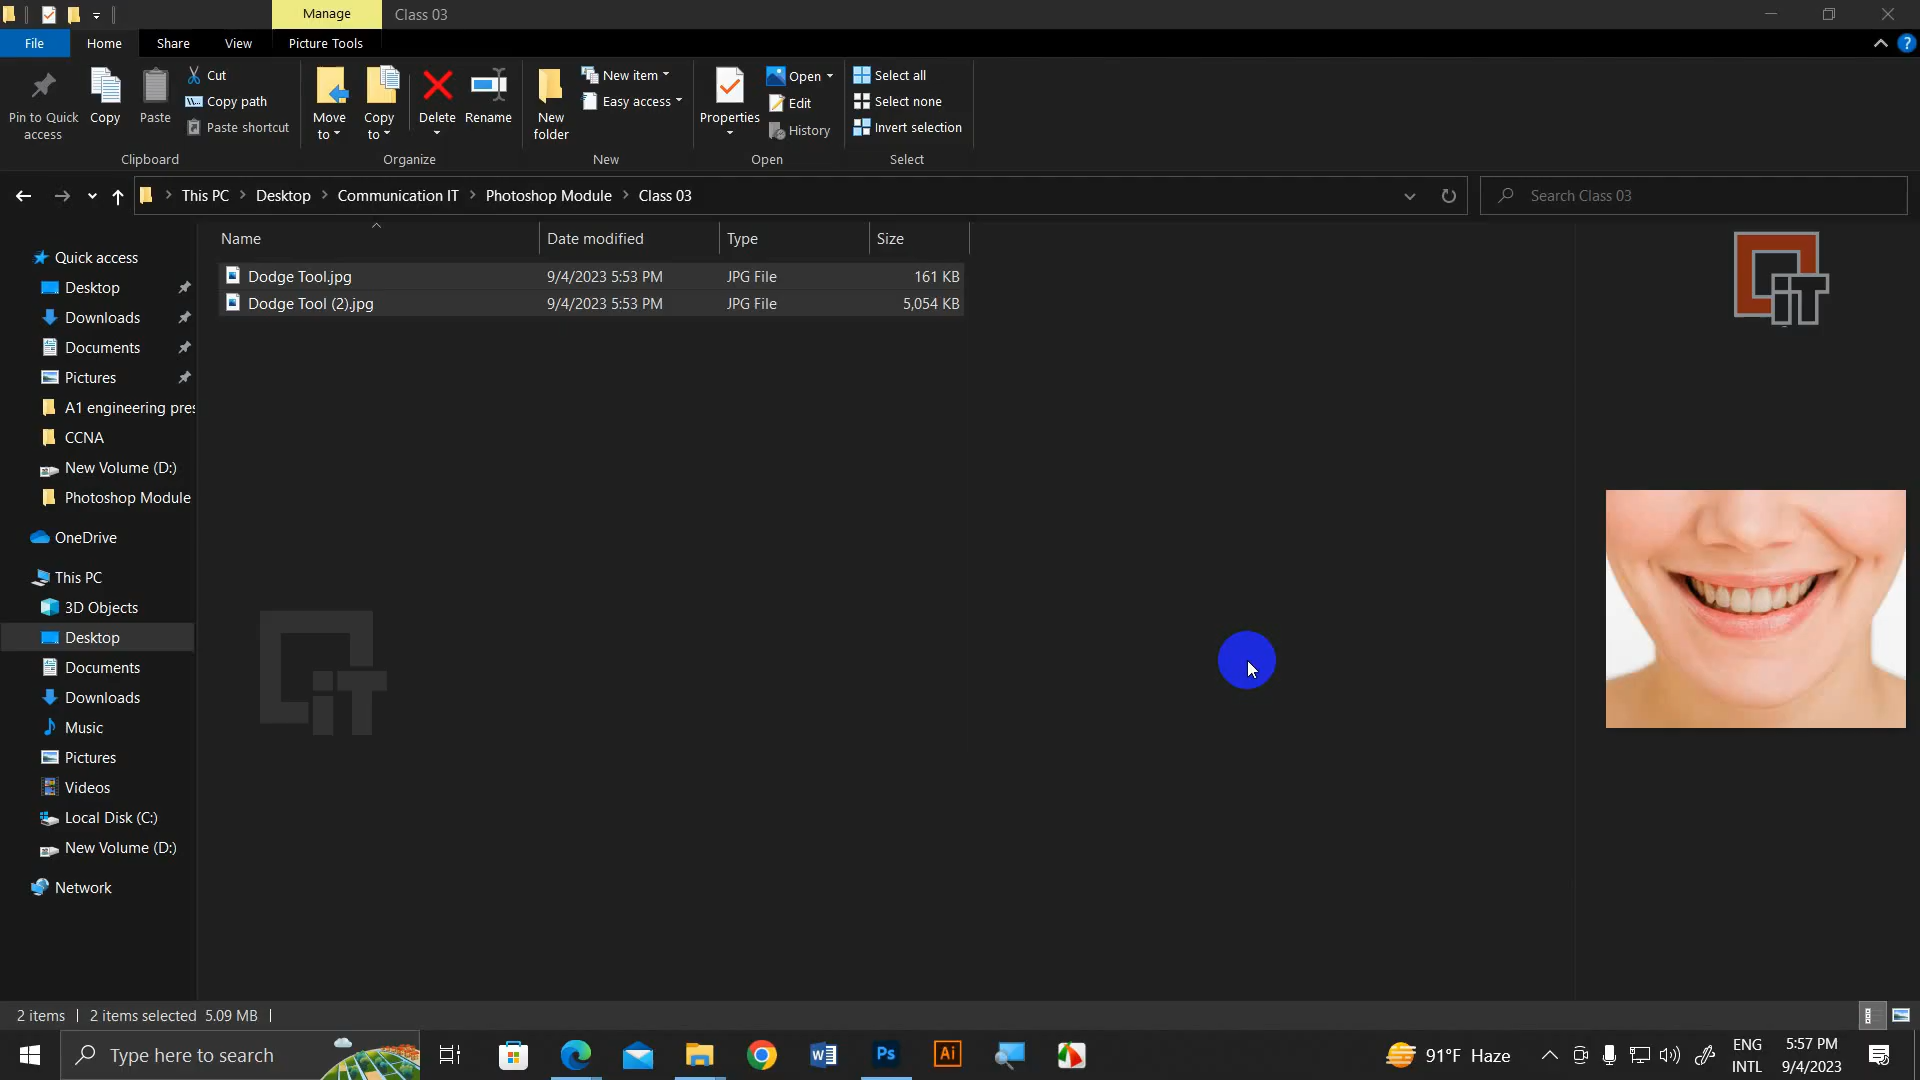 Manage
Class 03
File
Home
Share
View
Picture Tools
Pin to Quick access
Copy
Paste
Cut
Copy path
Paste shortcut
Clipboard
Move to
Copy to
Delete
Rename
Organize
New folder
New item
Easy access
New
Properties
Open
Edit
History
Open
Select all
Select none
Invert selection
Select
This PC
Desktop
Communication IT
Photoshop Module
Class 03
Search Class 03
Name
Date modified
Type
Size
Dodge Tool.jpg 9/4/2023 5:53 PM JPG File 161 KB
Dodge Tool (2).jpg 9/4/2023 5:53 PM JPG File 5,054 KB
Quick access
Desktop
Downloads
Documents
Pictures
A1 engineering pres
CCNA
New Volume (D:)
Photoshop Module
OneDrive
This PC
3D Objects
Desktop
Documents
Downloads
Music
Pictures
Videos
Local Disk (C:)
New Volume (D:)
Network
iT
iT
2 items
2 items selected 5.09 MB
Type here to search
Ps
Ai
91°F Haze
ENG
INTL
5:57 PM
9/4/2023